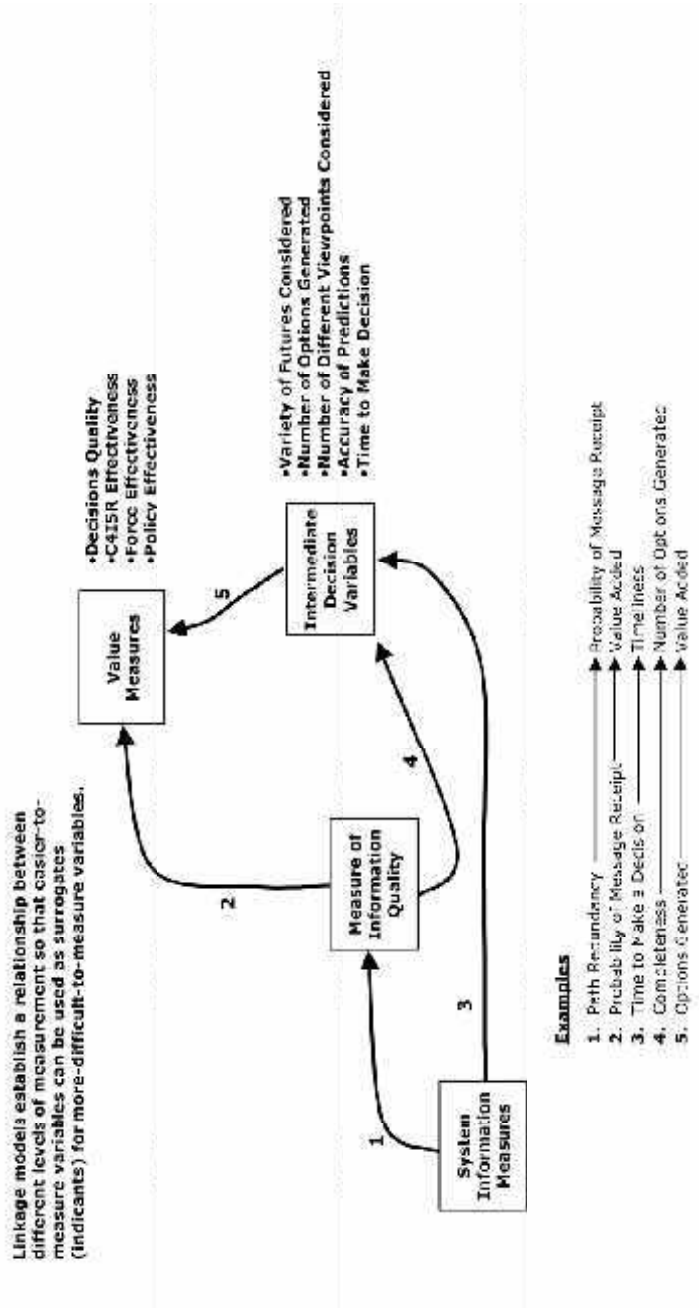 Linkage models establish a relationship between
different levels of measurement so that easier-to-
measure variables can be used as surrogates
(indicants) for more-difficult-to-measure variables.
Value
Measures
•Decisions Quality
•C4ISR Effectiveness
•Force Effectiveness
•Policy Effectiveness
2
5
Measure of
Information
Quality
4
Intermediate
Decision
Variables
•Variety of Futures Considered
•Number of Options Generated
•Number of Different Viewpoints Considered
•Accuracy of Predictions
•Time to Make Decision
1
3
System
Information
Measures
Examples
1. Path Redundancy Probability of Message Receipt
2. Probability of Message Receipt Value Added
3. Time to Make a Decision Timeliness
4. Completeness Number of Options Generated
5. Options Generated Value Added